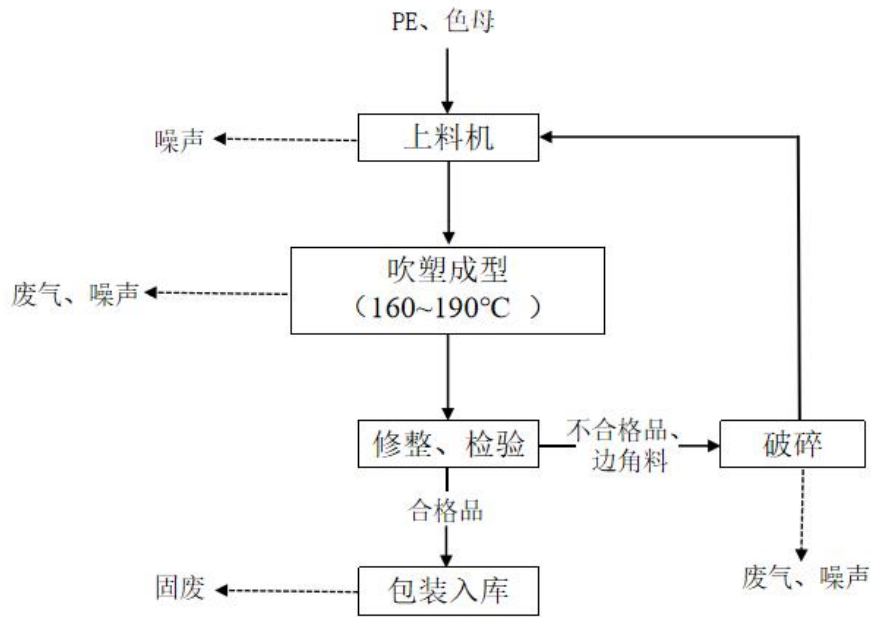 PE、色母
噪声
上料机
吹塑成型
（160~190℃ ）
废气、噪声
修整、检验
不合格品、
边角料
破碎
合格品
废气、噪声
固废
包装入库